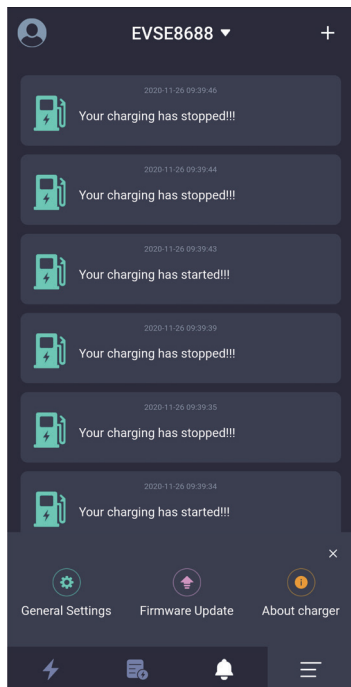 EVSE8688
2020-11-26 09:39:46
Your charging has stopped!!!
2020-11-26 09:39:44
Your charging has stopped!!!
2020-11-26 09:39:43
Your charging has started!!!
2020-11-26 09:39:39
Your charging has stopped!!!
2020-11-26 09:39:35
Your charging has stopped!!!
2020-11-26 09:39:34
Your charging has started!!!
General Settings Firmware Update About charger